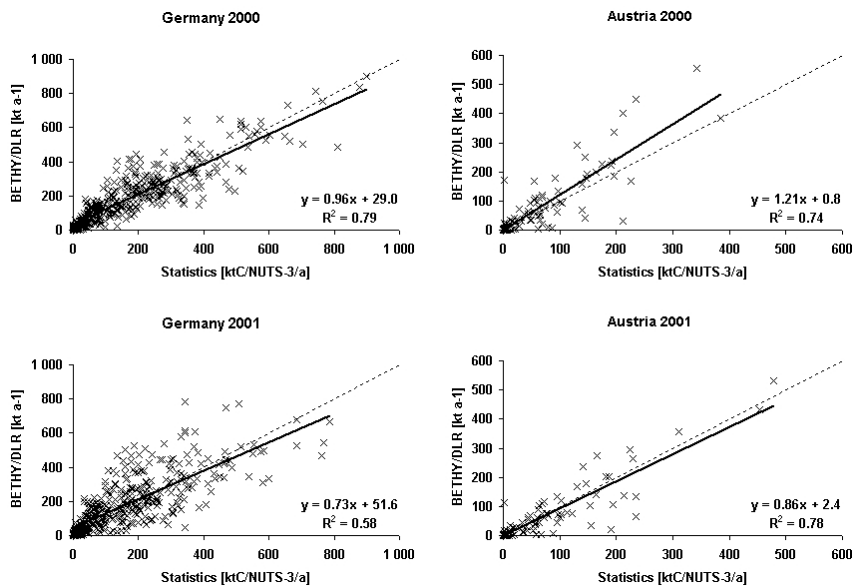 Germany 2000
1 000
800
600
400
200
0
BETHY/DLR [kt a-1]
y = 0.96x + 29.0
R² = 0.79
0 200 400 600 800 1 000
Statistics [ktC/NUTS-3/a]
Austria 2000
600
500
400
300
200
100
0
BETHY/DLR [kt a-1]
y = 1.21x + 0.8
R² = 0.74
0 100 200 300 400 500 600
Statistics [ktC/NUTS-3/a]
Germany 2001
1 000
800
600
400
200
0
BETHY/DLR [kt a-1]
y = 0.73x + 51.6
R² = 0.58
0 200 400 600 800 1 000
Statistics [ktC/NUTS-3/a]
Austria 2001
600
500
400
300
200
100
0
BETHY/DLR [kt a-1]
y = 0.86x + 2.4
R² = 0.78
0 100 200 300 400 500 600
Statistics [ktC/NUTS-3/a]